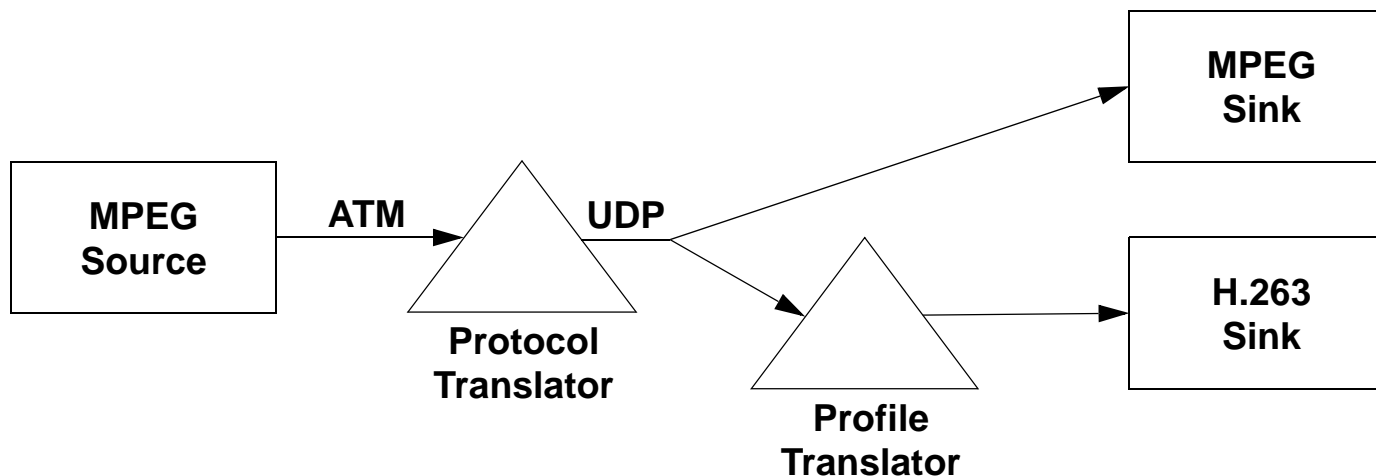 MPEG
Source
ATM
Protocol
Translator
UDP
MPEG
Sink
Profile
Translator
H.263
Sink